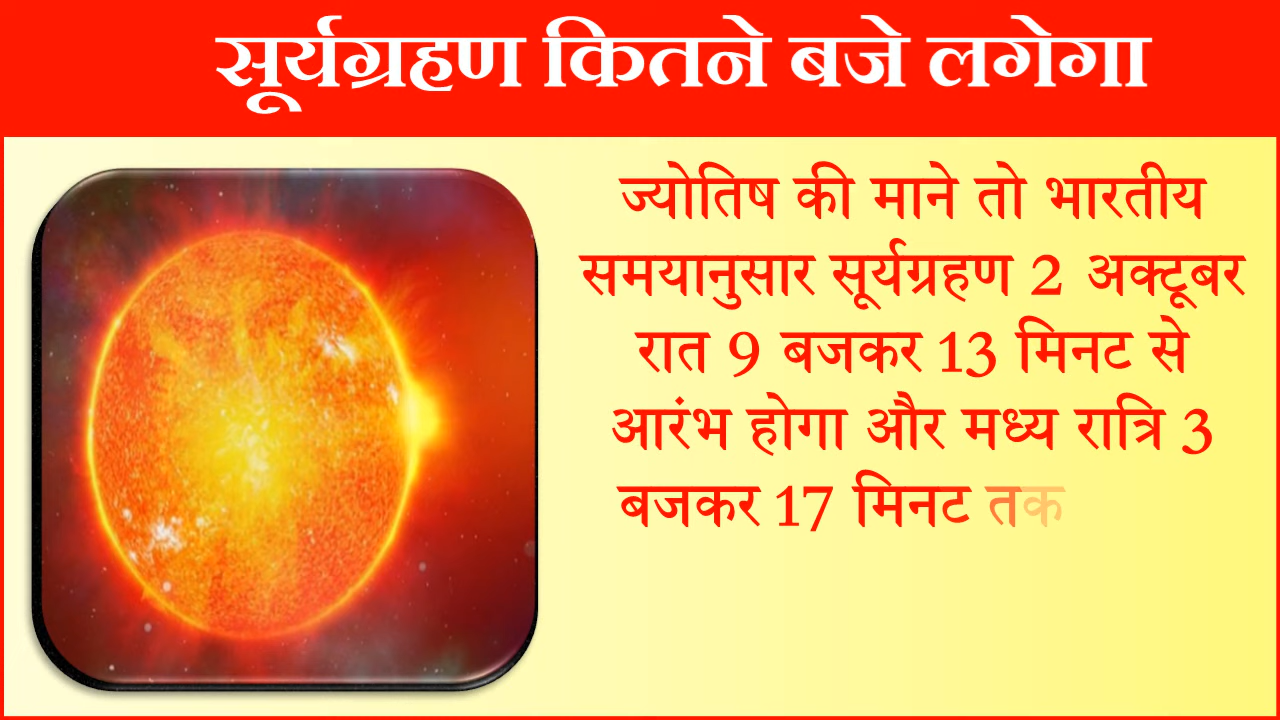 सूर्यग्रहण कितने बजे लगेगा
ज्योतिष की माने तो भारतीय
समयानुसार सूर्यग्रहण 2 अक्टूबर
रात 9 बजकर 13 मिनट से
आरंभ होगा और मध्य रात्रि 3
बजकर 17 मिनट तक